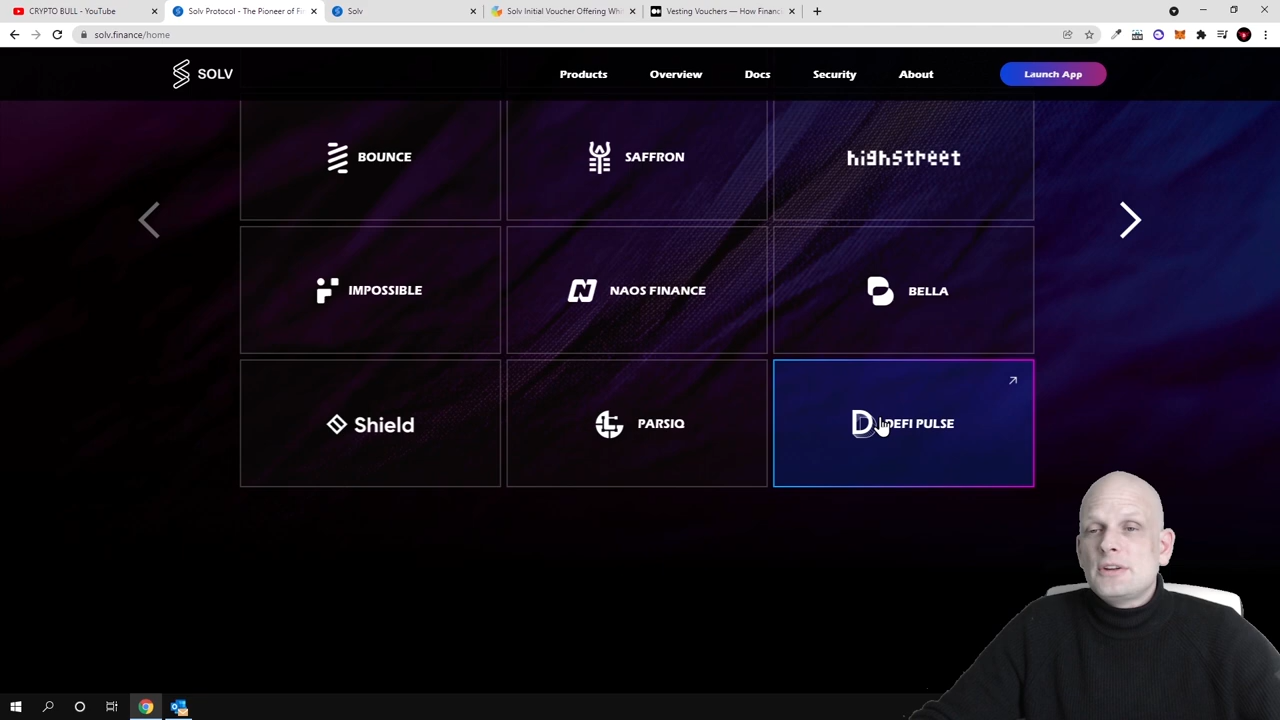 CRYPTO BULL - YouTube
Solv Protocol - The Pioneer of Fi
Solv
Solv Initial Voucher Offering Whi
Vesting Vouchers — How Financ
solv.finance/home
SOLV
Products
Overview
Docs
Security
About
Launch App
BOUNCE
SAFFRON
highstreet
IMPOSSIBLE
NAOS FINANCE
BELLA
Shield
PARSIQ
DEFI PULSE